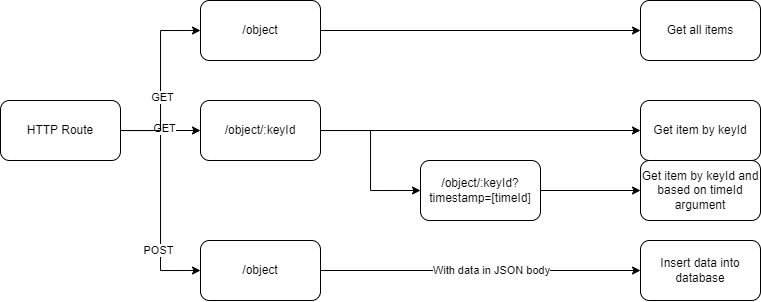 /object
Get all items
GET
HTTP Route
GET
/object/:keyId
Get item by keyId
/object/:keyId?
timestamp=[timeId]
Get item by keyId and
based on timeId
argument
POST
/object
With data in JSON body
Insert data into
database